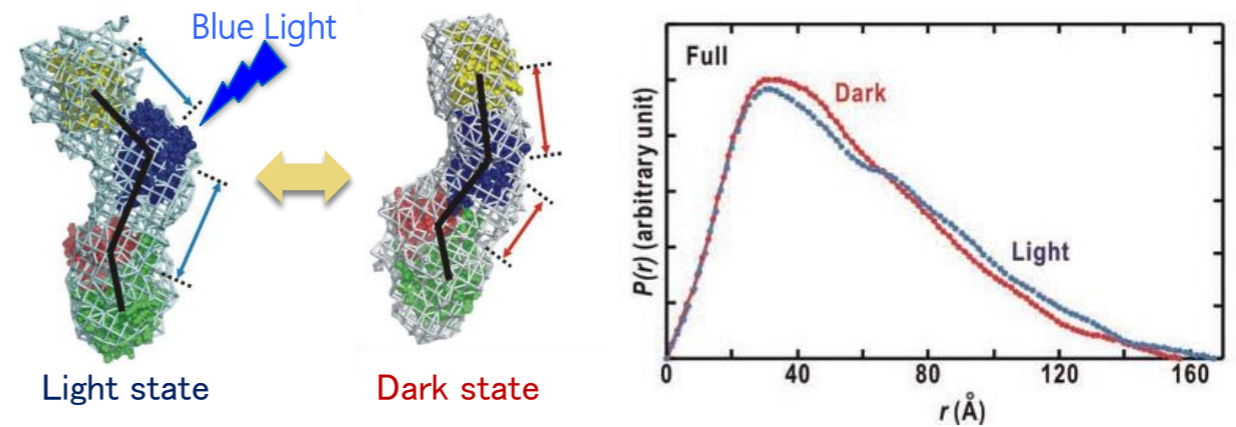 Blue Light
Light state
Dark state
Full
Dark
Light
P(r) (arbitrary unit)
0
40
80
120
160
r (Å)